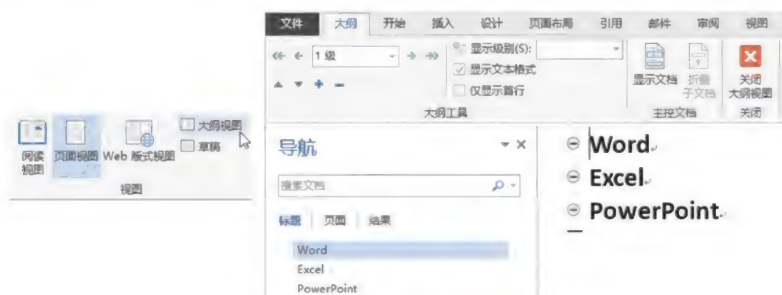 阅读视图
页面视图
Web 版式视图
大纲视图
草稿
视图
文件 大纲 开始 插入 设计 页面布局 引用 邮件 审阅 视图
1 级
显示级别(S):
显示文本格式
仅显示首行
大纲工具
显示文档
折叠子文档
主控文档
关闭大纲视图
关闭
导航
搜索文档
标题 页面 结果
Word
Excel
PowerPoint
Word
Excel
PowerPoint